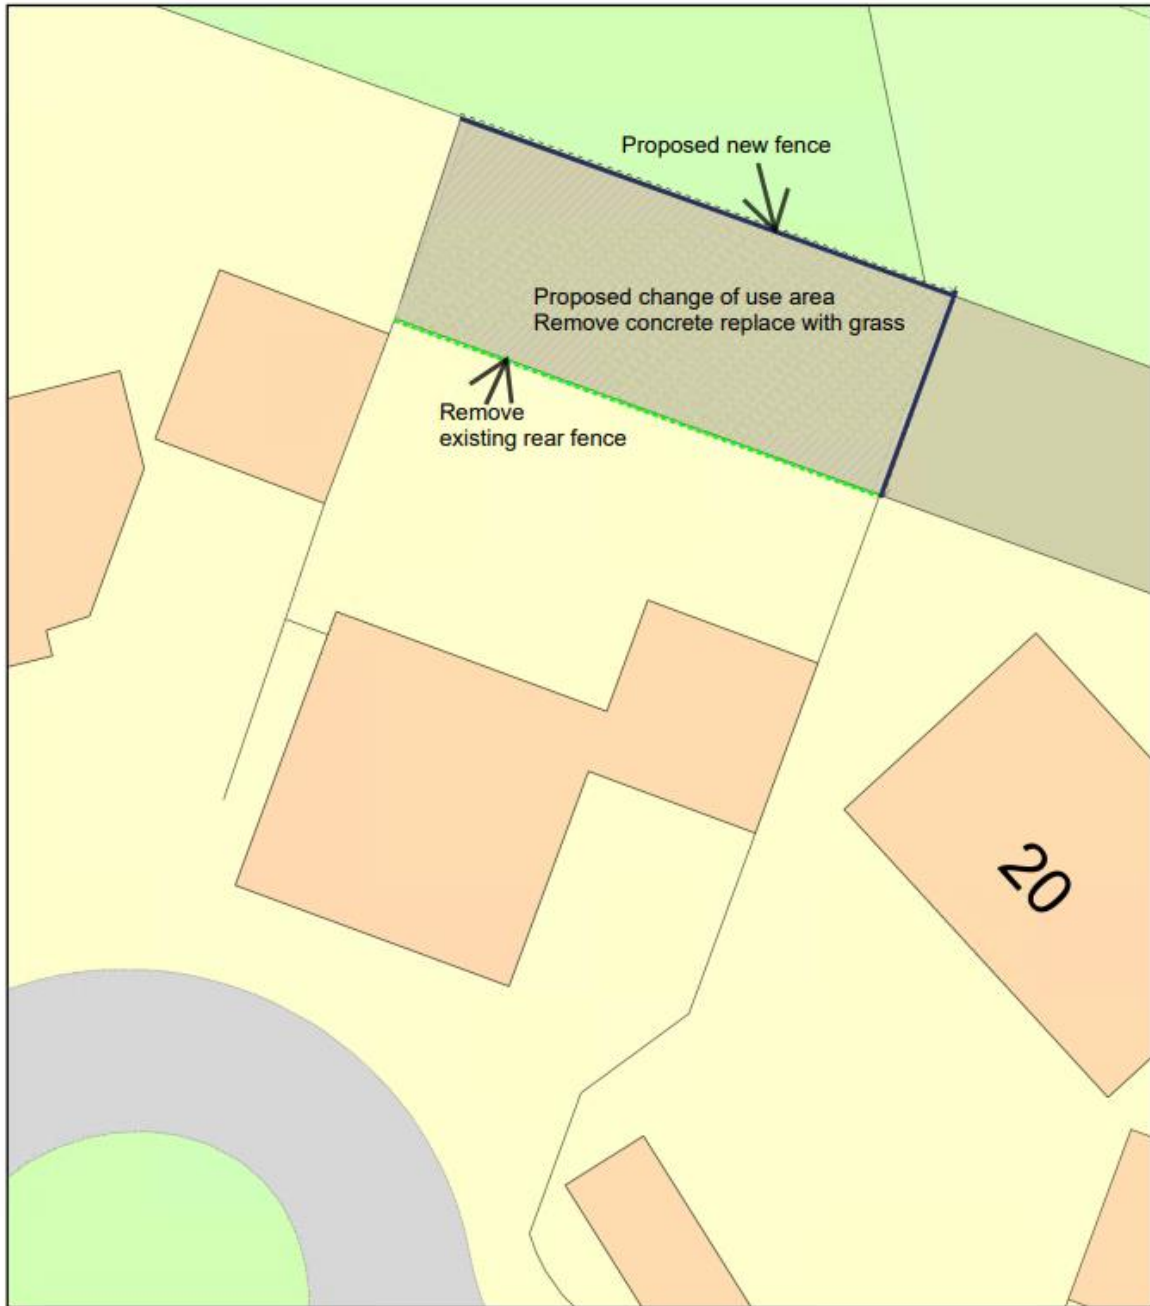 Proposed new fence
Proposed change of use area
Remove concrete replace with grass
Remove
existing rear fence
20